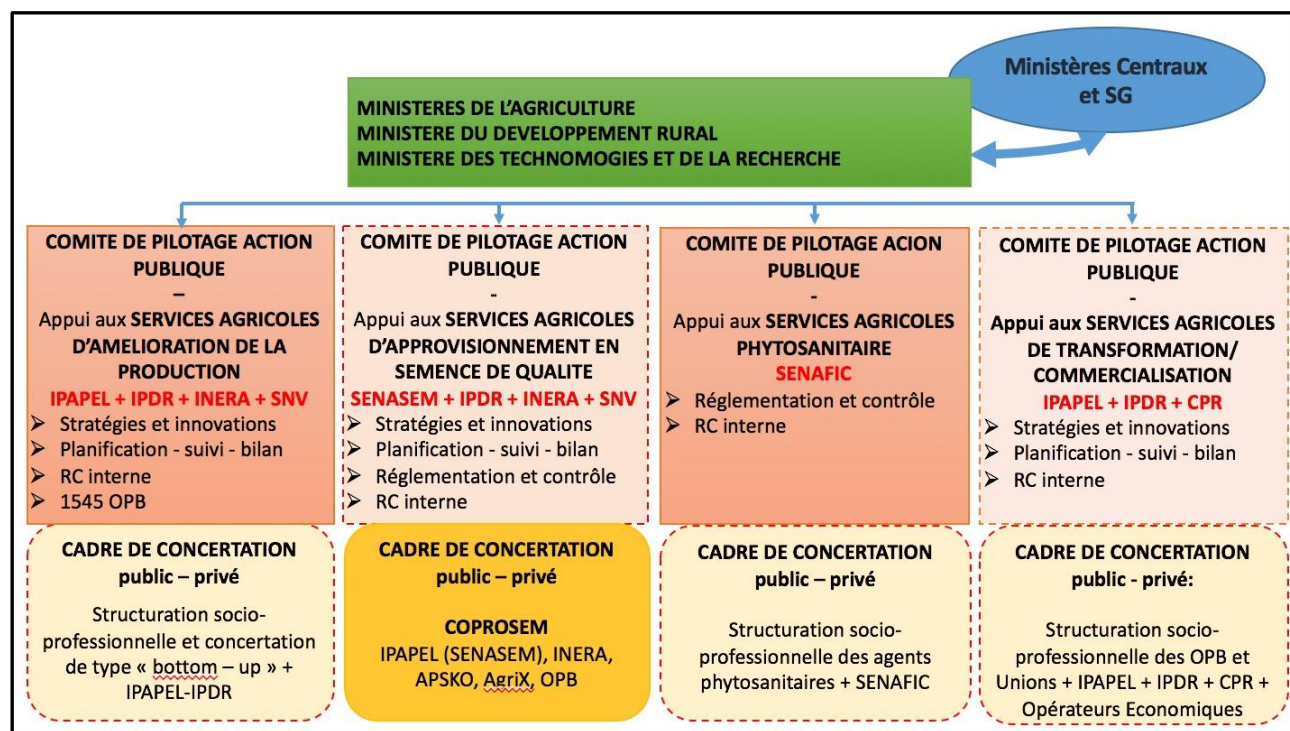 Ministères Centraux
et SG
MINISTERES DE L'AGRICULTURE
MINISTERE DU DEVELOPPEMENT RURAL
MINISTERE DES TECHNOMOGIES ET DE LA RECHERCHE
COMITE DE PILOTAGE ACTION
PUBLIQUE
–
Appui aux SERVICES AGRICOLES
D'AMELIORATION DE LA
PRODUCTION
IPAPEL + IPDR + INERA + SNV
➢ Stratégies et innovations
➢ Planification - suivi - bilan
➢ RC interne
➢ 1545 OPB
COMITE DE PILOTAGE ACTION
PUBLIQUE
-
Appui aux SERVICES AGRICOLES
D'APPROVISIONNEMENT EN
SEMENCE DE QUALITE
SENASEM + IPDR + INERA + SNV
➢ Stratégies et innovations
➢ Planification - suivi - bilan
➢ Réglementation et contrôle
➢ RC interne
COMITE DE PILOTAGE ACION
PUBLIQUE
-
Appui aux SERVICES AGRICOLES
PHYTOSANITAIRE
SENAFIC
➢ Réglementation et contrôle
➢ RC interne
COMITE DE PILOTAGE ACTION
PUBLIQUE
-
Appui aux SERVICES AGRICOLES
DE TRANSFORMATION/
COMMERCIALISATION
IPAPEL + IPDR + CPR
➢ Stratégies et innovations
➢ Planification - suivi - bilan
➢ RC interne
CADRE DE CONCERTATION
public – privé
Structuration socio-
professionnelle et concertation
de type « bottom – up » +
IPAPEL-IPDR
CADRE DE CONCERTATION
public – privé
COPROSEM
IPAPEL (SENASEM), INERA,
APSKO, AgriX, OPB
CADRE DE CONCERTATION
public – privé
Structuration socio-
professionnelle des agents
phytosanitaires + SENAFIC
CADRE DE CONCERTATION
public - privé:
Structuration socio-
professionnelle des OPB et
Unions + IPAPEL + IPDR + CPR +
Opérateurs Economiques